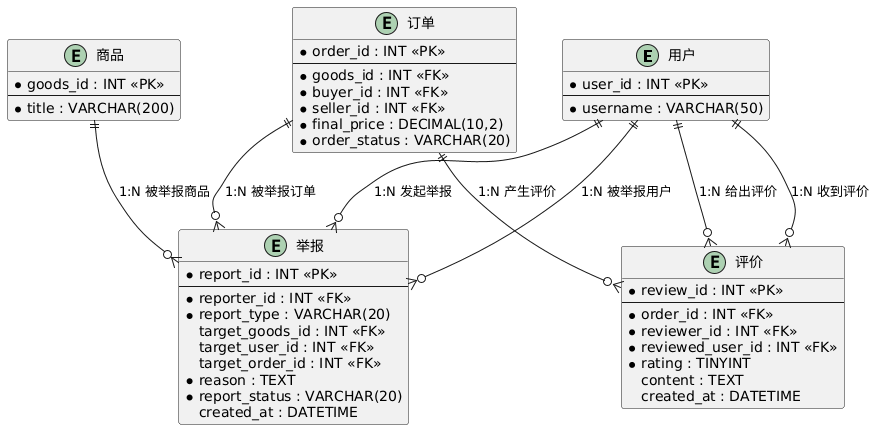 E 商品
* goods_id : INT «PK»
* title : VARCHAR(200)
E 订单
* order_id : INT «PK»
* goods_id : INT «FK»
* buyer_id : INT «FK»
* seller_id : INT «FK»
* final_price : DECIMAL(10,2)
* order_status : VARCHAR(20)
E 用户
* user_id : INT «PK»
* username : VARCHAR(50)
1:N 被举报商品
1:N 被举报订单
1:N 发起举报
1:N 产生评价
1:N 被举报用户
1:N 给出评价
1:N 收到评价
E 举报
* report_id : INT «PK»
* reporter_id : INT «FK»
* report_type : VARCHAR(20)
target_goods_id : INT «FK»
target_user_id : INT «FK»
target_order_id : INT «FK»
* reason : TEXT
* report_status : VARCHAR(20)
created_at : DATETIME
E 评价
* review_id : INT «PK»
* order_id : INT «FK»
* reviewer_id : INT «FK»
* reviewed_user_id : INT «FK»
* rating : TINYINT
content : TEXT
created_at : DATETIME